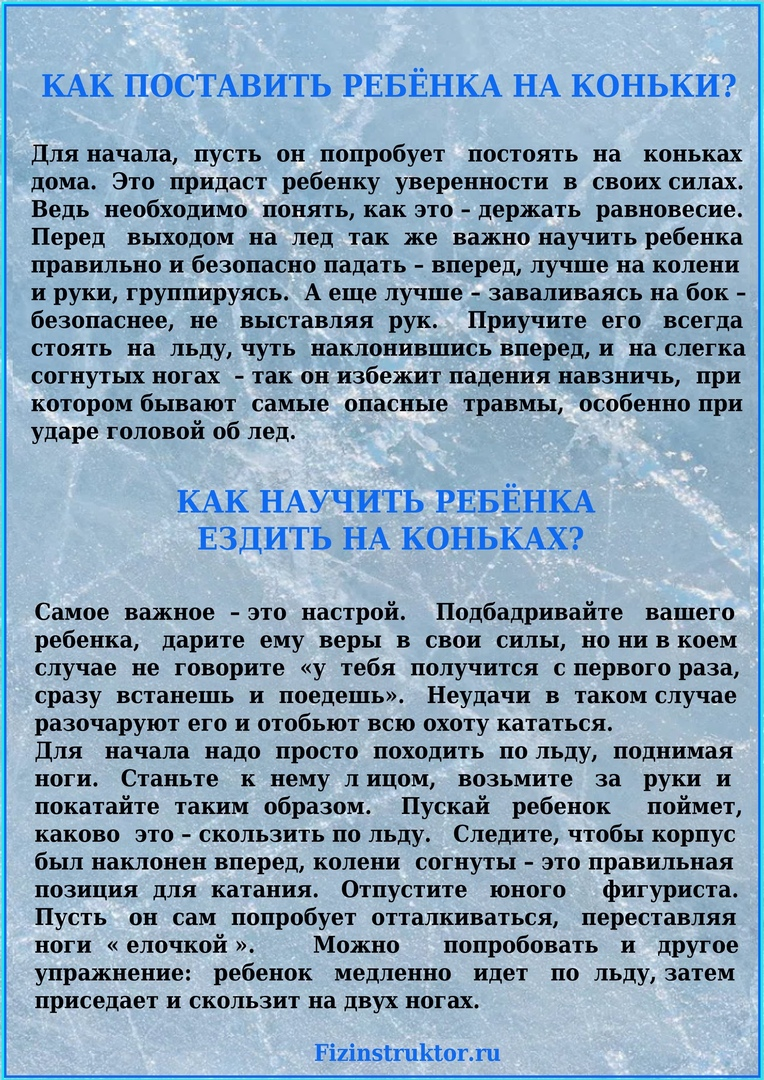 КАК ПОСТАВИТЬ РЕБЁНКА НА КОНЬКИ?
Для начала, пусть он попробует постоять на коньках
дома. Это придаст ребенку уверенности в своих силах.
Ведь необходимо понять, как это – держать равновесие.
Перед выходом на лед так же важно научить ребенка
правильно и безопасно падать – вперед, лучше на колени
и руки, группируясь. А еще лучше – заваливаясь на бок –
безопаснее, не выставляя рук. Приучите его всегда
стоять на льду, чуть наклонившись вперед, и на слегка
согнутых ногах – так он избежит падения навзничь, при
котором бывают самые опасные травмы, особенно при
ударе головой об лед.
КАК НАУЧИТЬ РЕБЁНКА
ЕЗДИТЬ НА КОНЬКАХ?
Самое важное – это настрой. Подбадривайте вашего
ребенка, дарите ему веры в свои силы, но ни в коем
случае не говорите «у тебя получится с первого раза,
сразу встанешь и поедешь». Неудачи в таком случае
разочаруют его и отобьют всю охоту кататься.
Для начала надо просто походить по льду, поднимая
ноги. Станьте к нему л ицом, возьмите за руки и
покатайте таким образом. Пускай ребенок поймет,
каково это – скользить по льду. Следите, чтобы корпус
был наклонен вперед, колени согнуты – это правильная
позиция для катания. Отпустите юного фигуриста.
Пусть он сам попробует отталкиваться, переставляя
ноги « елочкой ». Можно попробовать и другое
упражнение: ребенок медленно идет по льду, затем
приседает и скользит на двух ногах.
Fizinstruktor.ru